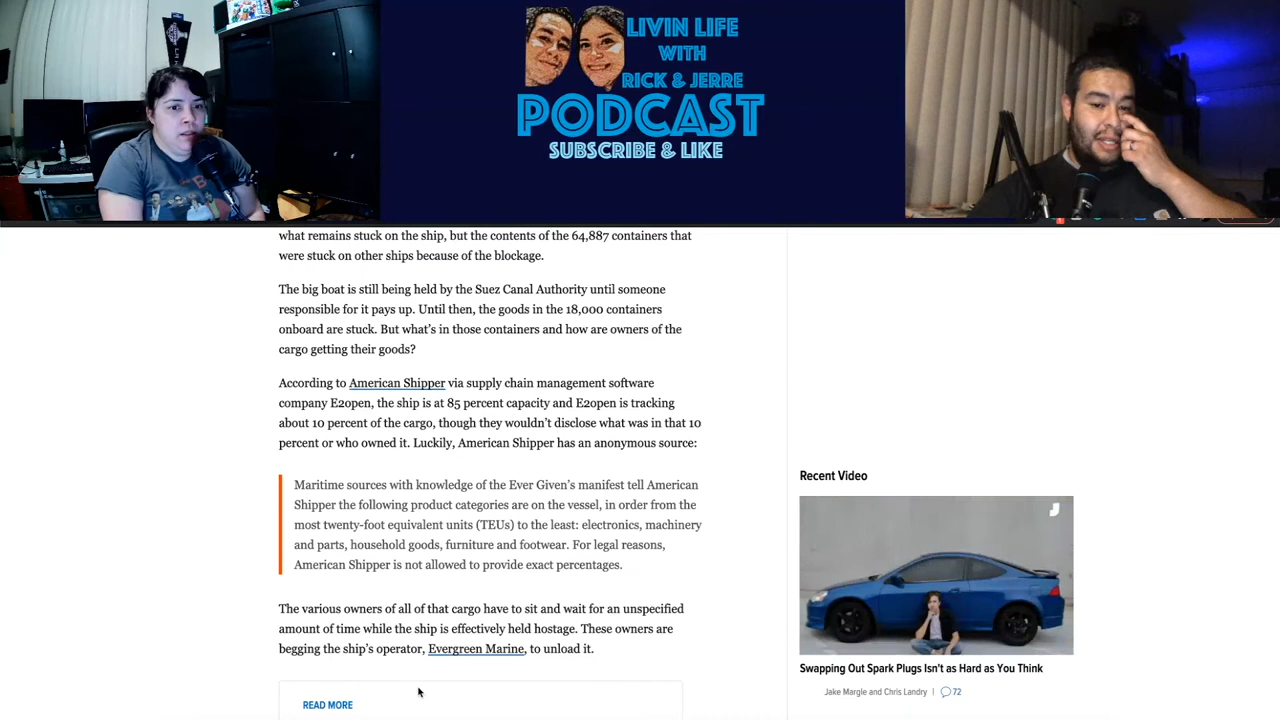 LIVIN LIFE
WITH
RICK & JERRE
PODCAST
SUBSCRIBE & LIKE
what remains stuck on the ship, but the contents of the 64,887 containers that
were stuck on other ships because of the blockage.
The big boat is still being held by the Suez Canal Authority until someone
responsible for it pays up. Until then, the goods in the 18,000 containers
onboard are stuck. But what’s in those containers and how are owners of the
cargo getting their goods?
According to American Shipper via supply chain management software
company E2open, the ship is at 85 percent capacity and E2open is tracking
about 10 percent of the cargo, though they wouldn’t disclose what was in that 10
percent or who owned it. Luckily, American Shipper has an anonymous source:
Maritime sources with knowledge of the Ever Given’s manifest tell American
Shipper the following product categories are on the vessel, in order from the
most twenty-foot equivalent units (TEUs) to the least: electronics, machinery
and parts, household goods, furniture and footwear. For legal reasons,
American Shipper is not allowed to provide exact percentages.
The various owners of all of that cargo have to sit and wait for an unspecified
amount of time while the ship is effectively held hostage. These owners are
begging the ship’s operator, Evergreen Marine, to unload it.
READ MORE
Recent Video
Swapping Out Spark Plugs Isn’t as Hard as You Think
Jake Margle and Chris Landry | 72